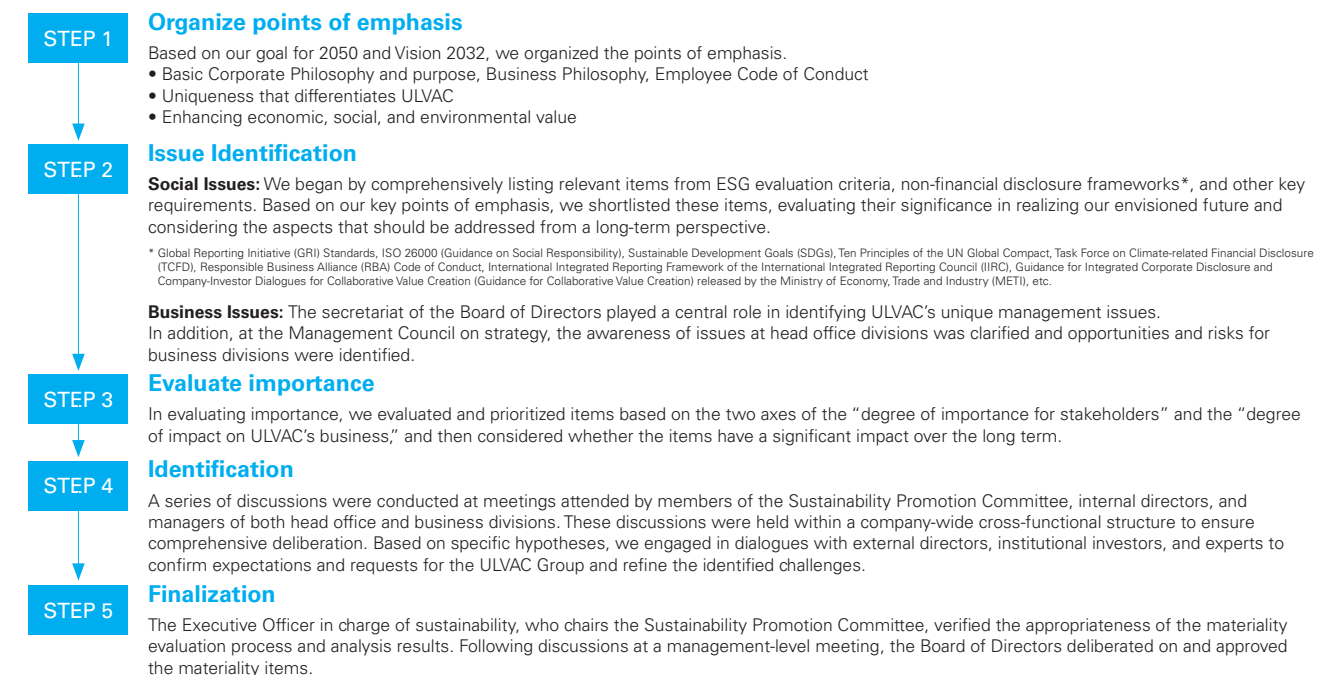 STEP 1
Organize points of emphasis
Based on our goal for 2050 and Vision 2032, we organized the points of emphasis.
• Basic Corporate Philosophy and purpose, Business Philosophy, Employee Code of Conduct
• Uniqueness that differentiates ULVAC
• Enhancing economic, social, and environmental value
STEP 2
Issue Identification
Social Issues: We began by comprehensively listing relevant items from ESG evaluation criteria, non-financial disclosure frameworks*, and other key
requirements. Based on our key points of emphasis, we shortlisted these items, evaluating their significance in realizing our envisioned future and
considering the aspects that should be addressed from a long-term perspective.
* Global Reporting Initiative (GRI) Standards, ISO 26000 (Guidance on Social Responsibility), Sustainable Development Goals (SDGs), Ten Principles of the UN Global Compact, Task Force on Climate-related Financial Disclosure
(TCFD), Responsible Business Alliance (RBA) Code of Conduct, International Integrated Reporting Framework of the International Integrated Reporting Council (IIRC), Guidance for Integrated Corporate Disclosure and
Company-Investor Dialogues for Collaborative Value Creation (Guidance for Collaborative Value Creation) released by the Ministry of Economy, Trade and Industry (METI), etc.
Business Issues: The secretariat of the Board of Directors played a central role in identifying ULVAC's unique management issues.
In addition, at the Management Council on strategy, the awareness of issues at head office divisions was clarified and opportunities and risks for
business divisions were identified.
STEP 3
Evaluate importance
In evaluating importance, we evaluated and prioritized items based on the two axes of the “degree of importance for stakeholders” and the “degree
of impact on ULVAC's business,” and then considered whether the items have a significant impact over the long term.
STEP 4
Identification
A series of discussions were conducted at meetings attended by members of the Sustainability Promotion Committee, internal directors, and
managers of both head office and business divisions. These discussions were held within a company-wide cross-functional structure to ensure
comprehensive deliberation. Based on specific hypotheses, we engaged in dialogues with external directors, institutional investors, and experts to
confirm expectations and requests for the ULVAC Group and refine the identified challenges.
STEP 5
Finalization
The Executive Officer in charge of sustainability, who chairs the Sustainability Promotion Committee, verified the appropriateness of the materiality
evaluation process and analysis results. Following discussions at a management-level meeting, the Board of Directors deliberated on and approved
the materiality items.